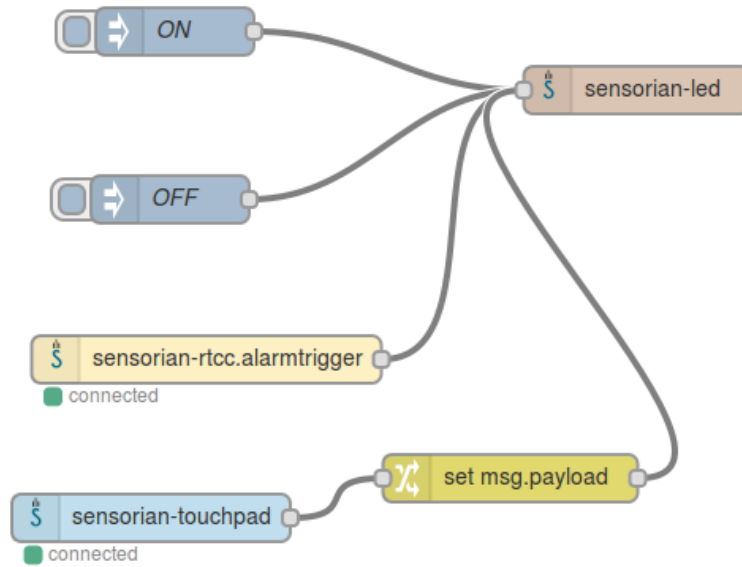 ON
sensorian-led
OFF
sensorian-rtcc.alarmtrigger
connected
set msg.payload
sensorian-touchpad
connected